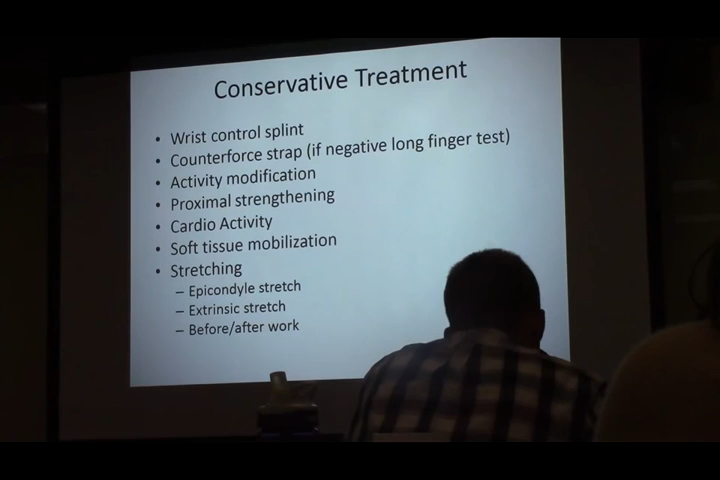 Conservative Treatment
• Wrist control splint
• Counterforce strap (if negative long finger test)
• Activity modification
• Proximal strengthening
• Cardio Activity
• Soft tissue mobilization
• Stretching
– Epicondyle stretch
– Extrinsic stretch
– Before/after work